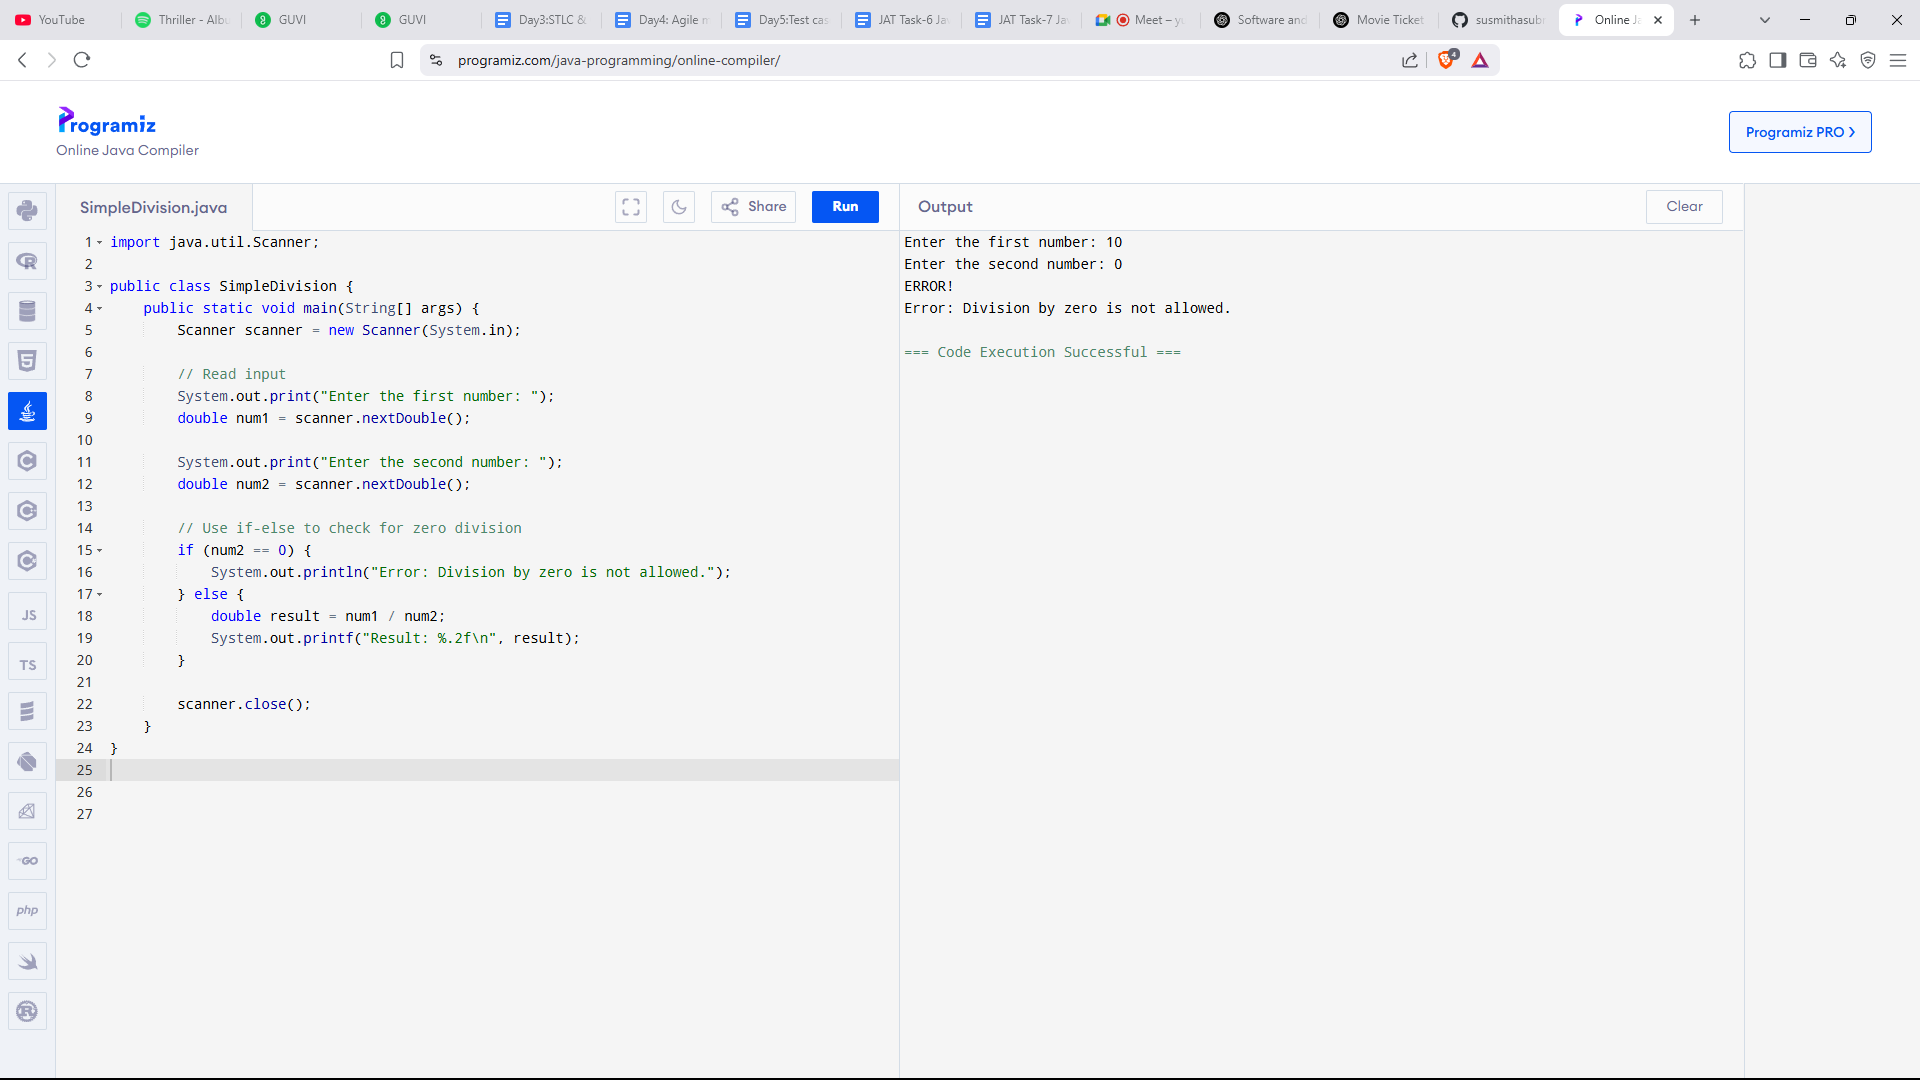 YouTube
Thriller - Albu
GUVI
GUVI
Day3:STLC &
Day4: Agile m
Day5:Test cas
JAT Task-6 Jav
JAT Task-7 Jav
Meet – yu
Software and
Movie Ticket
susmithasubr
Online Ja
programiz.com/java-programming/online-compiler/
4
Programiz
Online Java Compiler
Programiz PRO
SimpleDivision.java
Share
Run
Output
Clear
1 import java.util.Scanner;
2
3 public class SimpleDivision {
4     public static void main(String[] args) {
5         Scanner scanner = new Scanner(System.in);
6
7         // Read input
8         System.out.print("Enter the first number: ");
9         double num1 = scanner.nextDouble();
10
11         System.out.print("Enter the second number: ");
12         double num2 = scanner.nextDouble();
13
14         // Use if-else to check for zero division
15         if (num2 == 0) {
16             System.out.println("Error: Division by zero is not allowed.");
17         } else {
18             double result = num1 / num2;
19             System.out.printf("Result: %.2f\n", result);
20         }
21
22         scanner.close();
23     }
24 }
25
26
27
Enter the first number: 10
Enter the second number: 0
ERROR!
Error: Division by zero is not allowed.
=== Code Execution Successful ===
R
5
C
C
C
JS
TS
GO
php
R